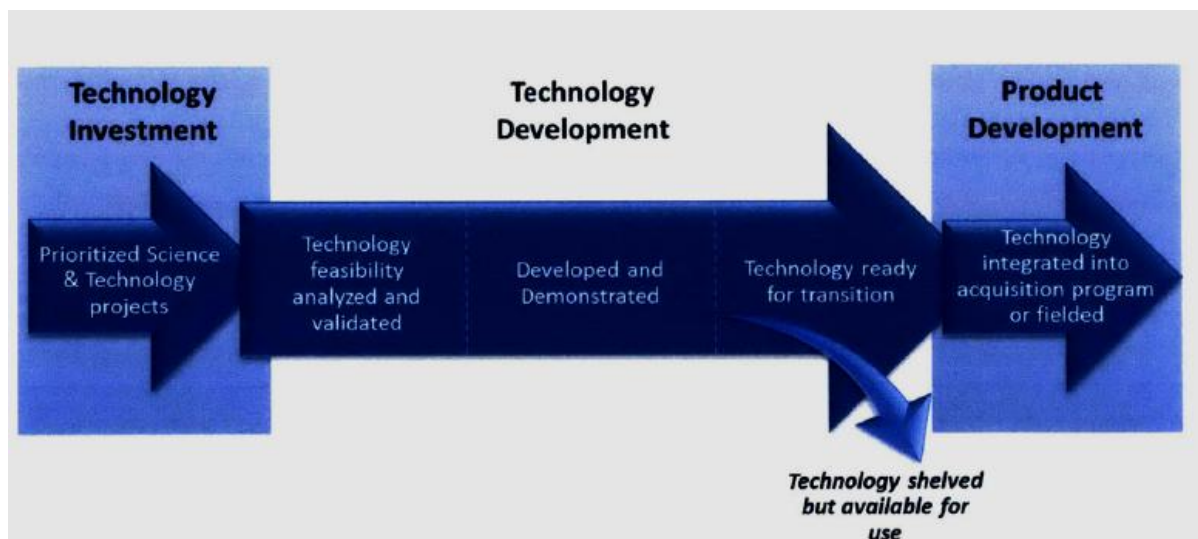 Technology
Investment
Technology
Development
Product
Development
Prioritized Science
& Technology
projects
Technology
feasibility
analyzed and
validated
Developed and
Demonstrated
Technology ready
for transition
Technology
integrated into
acquisition program
or fielded
Technology shelved
but available for
use